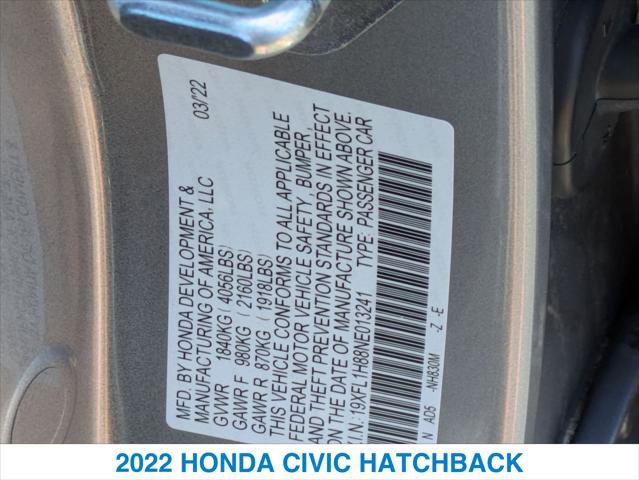 MFD. BY HONDA DEVELOPMENT & 03/22
MANUFACTURING OF AMERICA, LLC
GVWR 1840KG ( 4056LBS)
GAWR F 980KG ( 2160LBS)
GAWR R 870KG ( 1918LBS)
THIS VEHICLE CONFORMS TO ALL APPLICABLE
FEDERAL MOTOR VEHICLE SAFETY, BUMPER,
AND THEFT PREVENTION STANDARDS IN EFFECT
ON THE DATE OF MANUFACTURE SHOWN ABOVE.
V.I.N.:19XFL1H88NE013241 TYPE: PASSENGER CAR
N AD5 -NH830M -Z -E
2022 HONDA CIVIC HATCHBACK